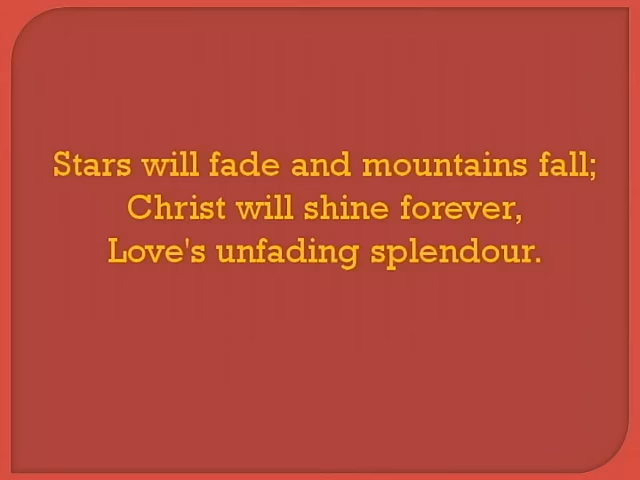 Stars will fade and mountains fall;
Christ will shine forever,
Love's unfading splendour.